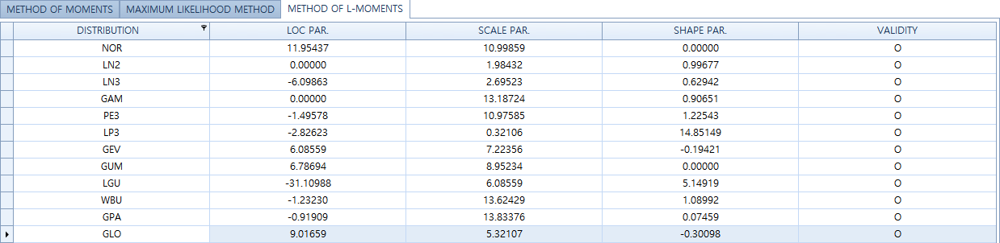 METHOD OF MOMENTS MAXIMUM LIKELIHOOD METHOD METHOD OF L-MOMENTS
DISTRIBUTION LOC PAR. SCALE PAR. SHAPE PAR. VALIDITY
NOR 11.95437 10.99859 0.00000 O
LN2 0.00000 1.98432 0.99677 O
LN3 -6.09863 2.69523 0.62942 O
GAM 0.00000 13.18724 0.90651 O
PE3 -1.49578 10.97585 1.22543 O
LP3 -2.82623 0.32106 14.85149 O
GEV 6.08559 7.22356 -0.19421 O
GUM 6.78694 8.95234 0.00000 O
LGU -31.10988 6.08559 5.14919 O
WBU -1.23230 13.62429 1.08992 O
GPA -0.91909 13.83376 0.07459 O
GLO 9.01659 5.32107 -0.30098 O